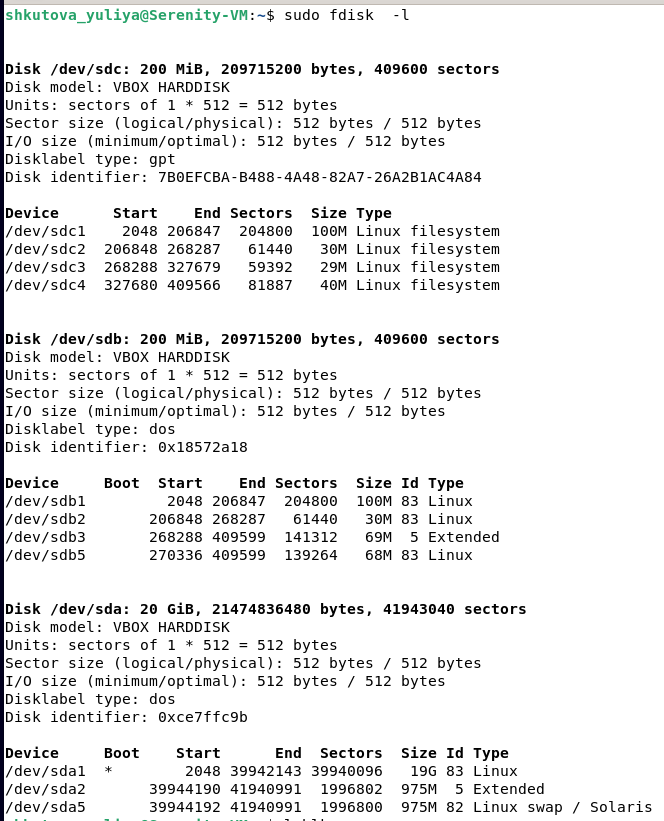 shkutova_yuliya@Serenity-VM:~$ sudo fdisk  -l
Disk /dev/sdc: 200 MiB, 209715200 bytes, 409600 sectors
Disk model: VBOX HARDDISK
Units: sectors of 1 * 512 = 512 bytes
Sector size (logical/physical): 512 bytes / 512 bytes
I/O size (minimum/optimal): 512 bytes / 512 bytes
Disklabel type: gpt
Disk identifier: 7B0EFCBA-B488-4A48-82A7-26A2B1AC4A84
Device      Start    End Sectors  Size Type
/dev/sdc1    2048 206847  204800  100M Linux filesystem
/dev/sdc2  206848 268287   61440   30M Linux filesystem
/dev/sdc3  268288 327679   59392   29M Linux filesystem
/dev/sdc4  327680 409566   81887   40M Linux filesystem
Disk /dev/sdb: 200 MiB, 209715200 bytes, 409600 sectors
Disk model: VBOX HARDDISK
Units: sectors of 1 * 512 = 512 bytes
Sector size (logical/physical): 512 bytes / 512 bytes
I/O size (minimum/optimal): 512 bytes / 512 bytes
Disklabel type: dos
Disk identifier: 0x18572a18
Device     Boot  Start    End Sectors  Size Id Type
/dev/sdb1         2048 206847  204800  100M 83 Linux
/dev/sdb2       206848 268287   61440   30M 83 Linux
/dev/sdb3       268288 409599  141312   69M  5 Extended
/dev/sdb5       270336 409599  139264   68M 83 Linux
Disk /dev/sda: 20 GiB, 21474836480 bytes, 41943040 sectors
Disk model: VBOX HARDDISK
Units: sectors of 1 * 512 = 512 bytes
Sector size (logical/physical): 512 bytes / 512 bytes
I/O size (minimum/optimal): 512 bytes / 512 bytes
Disklabel type: dos
Disk identifier: 0xce7ffc9b
Device     Boot    Start      End  Sectors  Size Id Type
/dev/sda1  *        2048 39942143 39940096   19G 83 Linux
/dev/sda2       39944190 41940991  1996802  975M  5 Extended
/dev/sda5       39944192 41940991  1996800  975M 82 Linux swap / Solaris